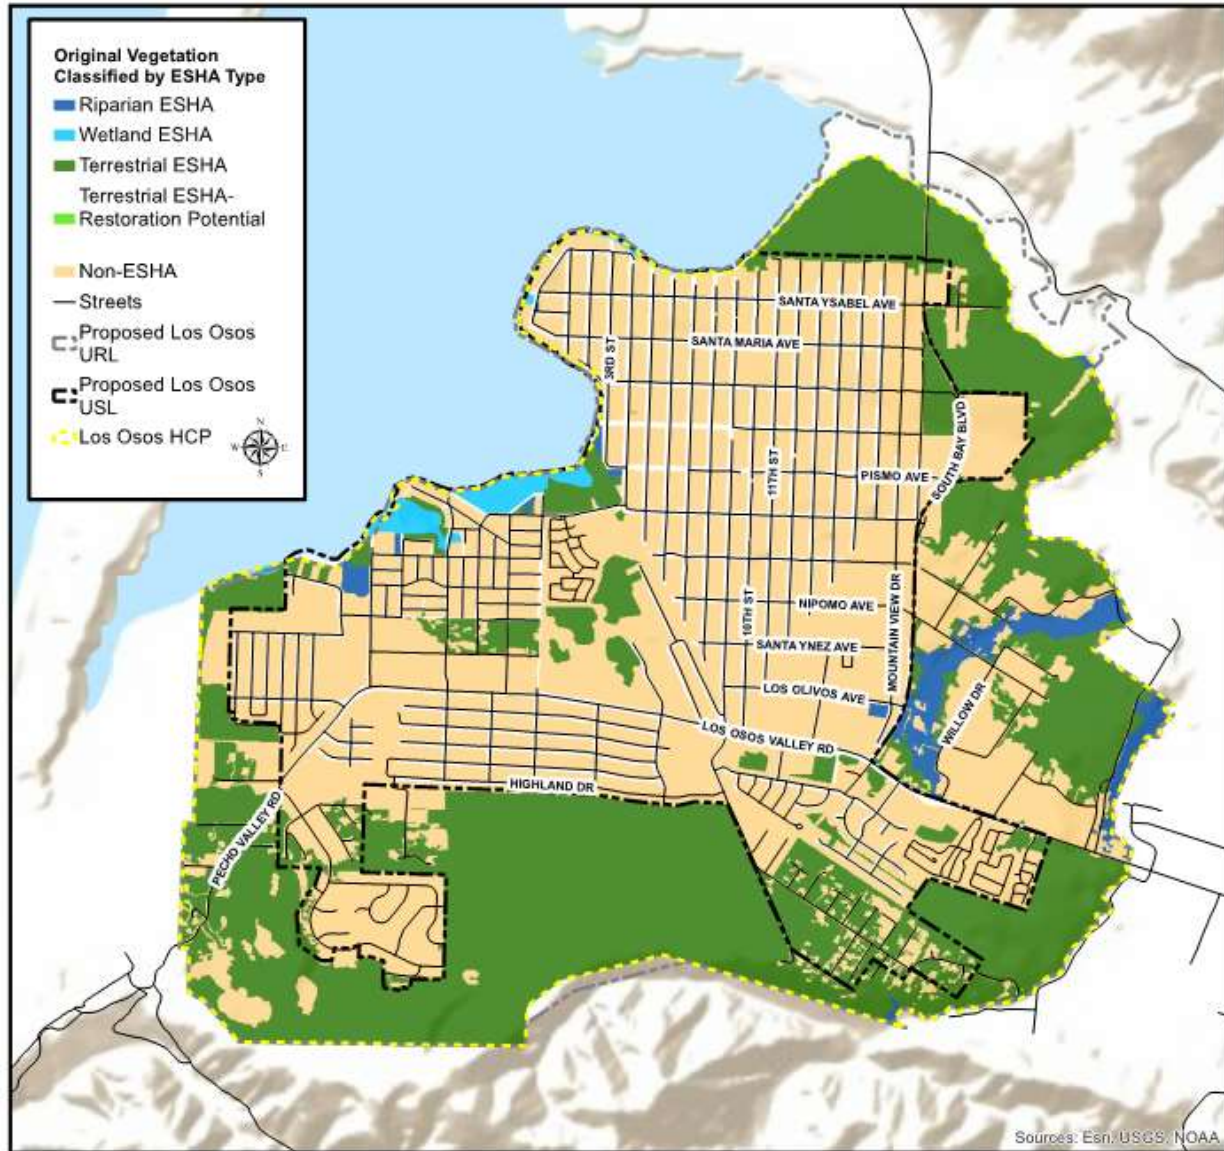 Original Vegetation
Classified by ESHA Type
Riparian ESHA
Wetland ESHA
Terrestrial ESHA
Terrestrial ESHA-
Restoration Potential
Non-ESHA
Streets
Proposed Los Osos
URL
Proposed Los Osos
USL
Los Osos HCP
N
W
E
S
SANTA YSABEL AVE
SANTA MARIA AVE
3RD ST
SOUTH BAY BLVD
11TH ST
PISMO AVE
10TH ST
NIPOMO AVE
MOUNTAIN VIEW DR
SANTA YNEZ AVE
LOS OLIVOS AVE
WILLOW DR
LOS OSOS VALLEY RD
HIGHLAND DR
PECHO VALLEY RD
Sources: Esri, USGS, NOAA